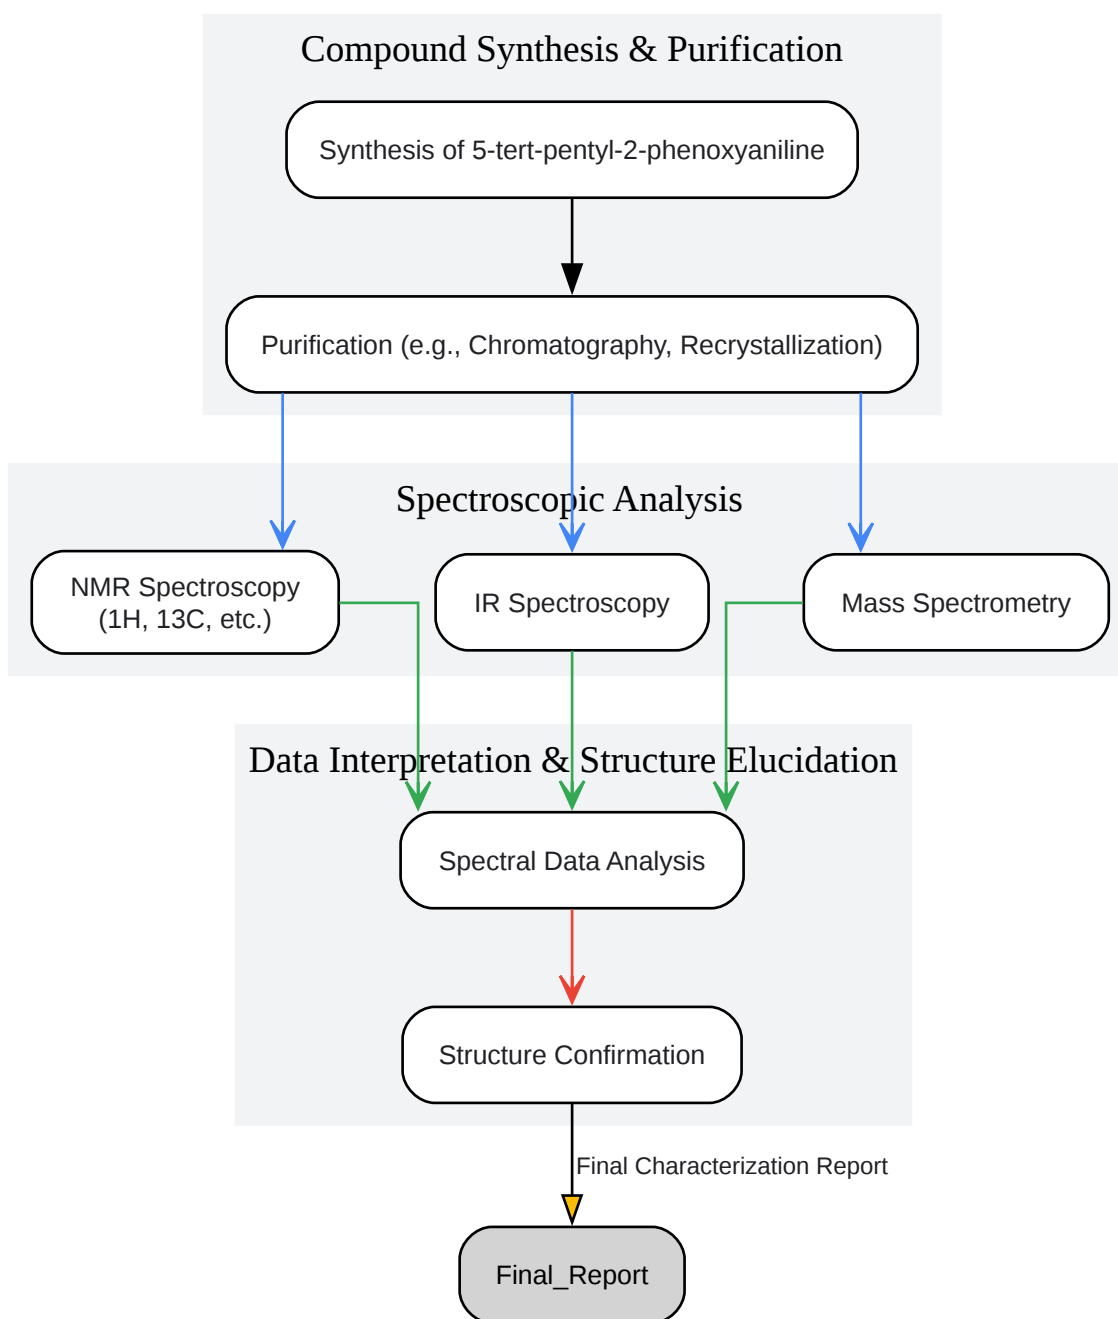 Compound Synthesis & Purification
Synthesis of 5-tert-pentyl-2-phenoxyaniline
Purification (e.g., Chromatography, Recrystallization)
Spectroscopic Analysis
NMR Spectroscopy
(1H, 13C, etc.)
IR Spectroscopy
Mass Spectrometry
Data Interpretation & Structure Elucidation
Spectral Data Analysis
Structure Confirmation
Final Characterization Report
Final_Report